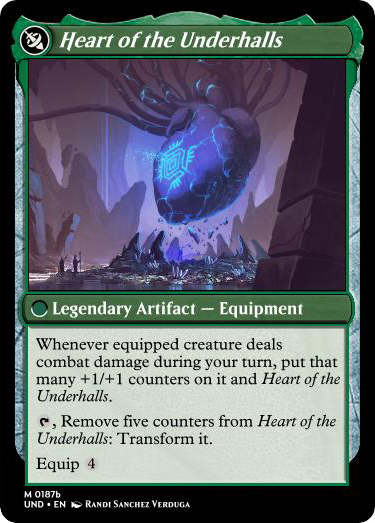 Heart of the Underhalls
Legendary Artifact — Equipment
Whenever equipped creature deals
combat damage during your turn, put that
many +1/+1 counters on it and Heart of the
Underhalls.
, Remove five counters from Heart of the
Underhalls: Transform it.
Equip 4
M 0187b
UND • EN Randi Sanchez Verduga